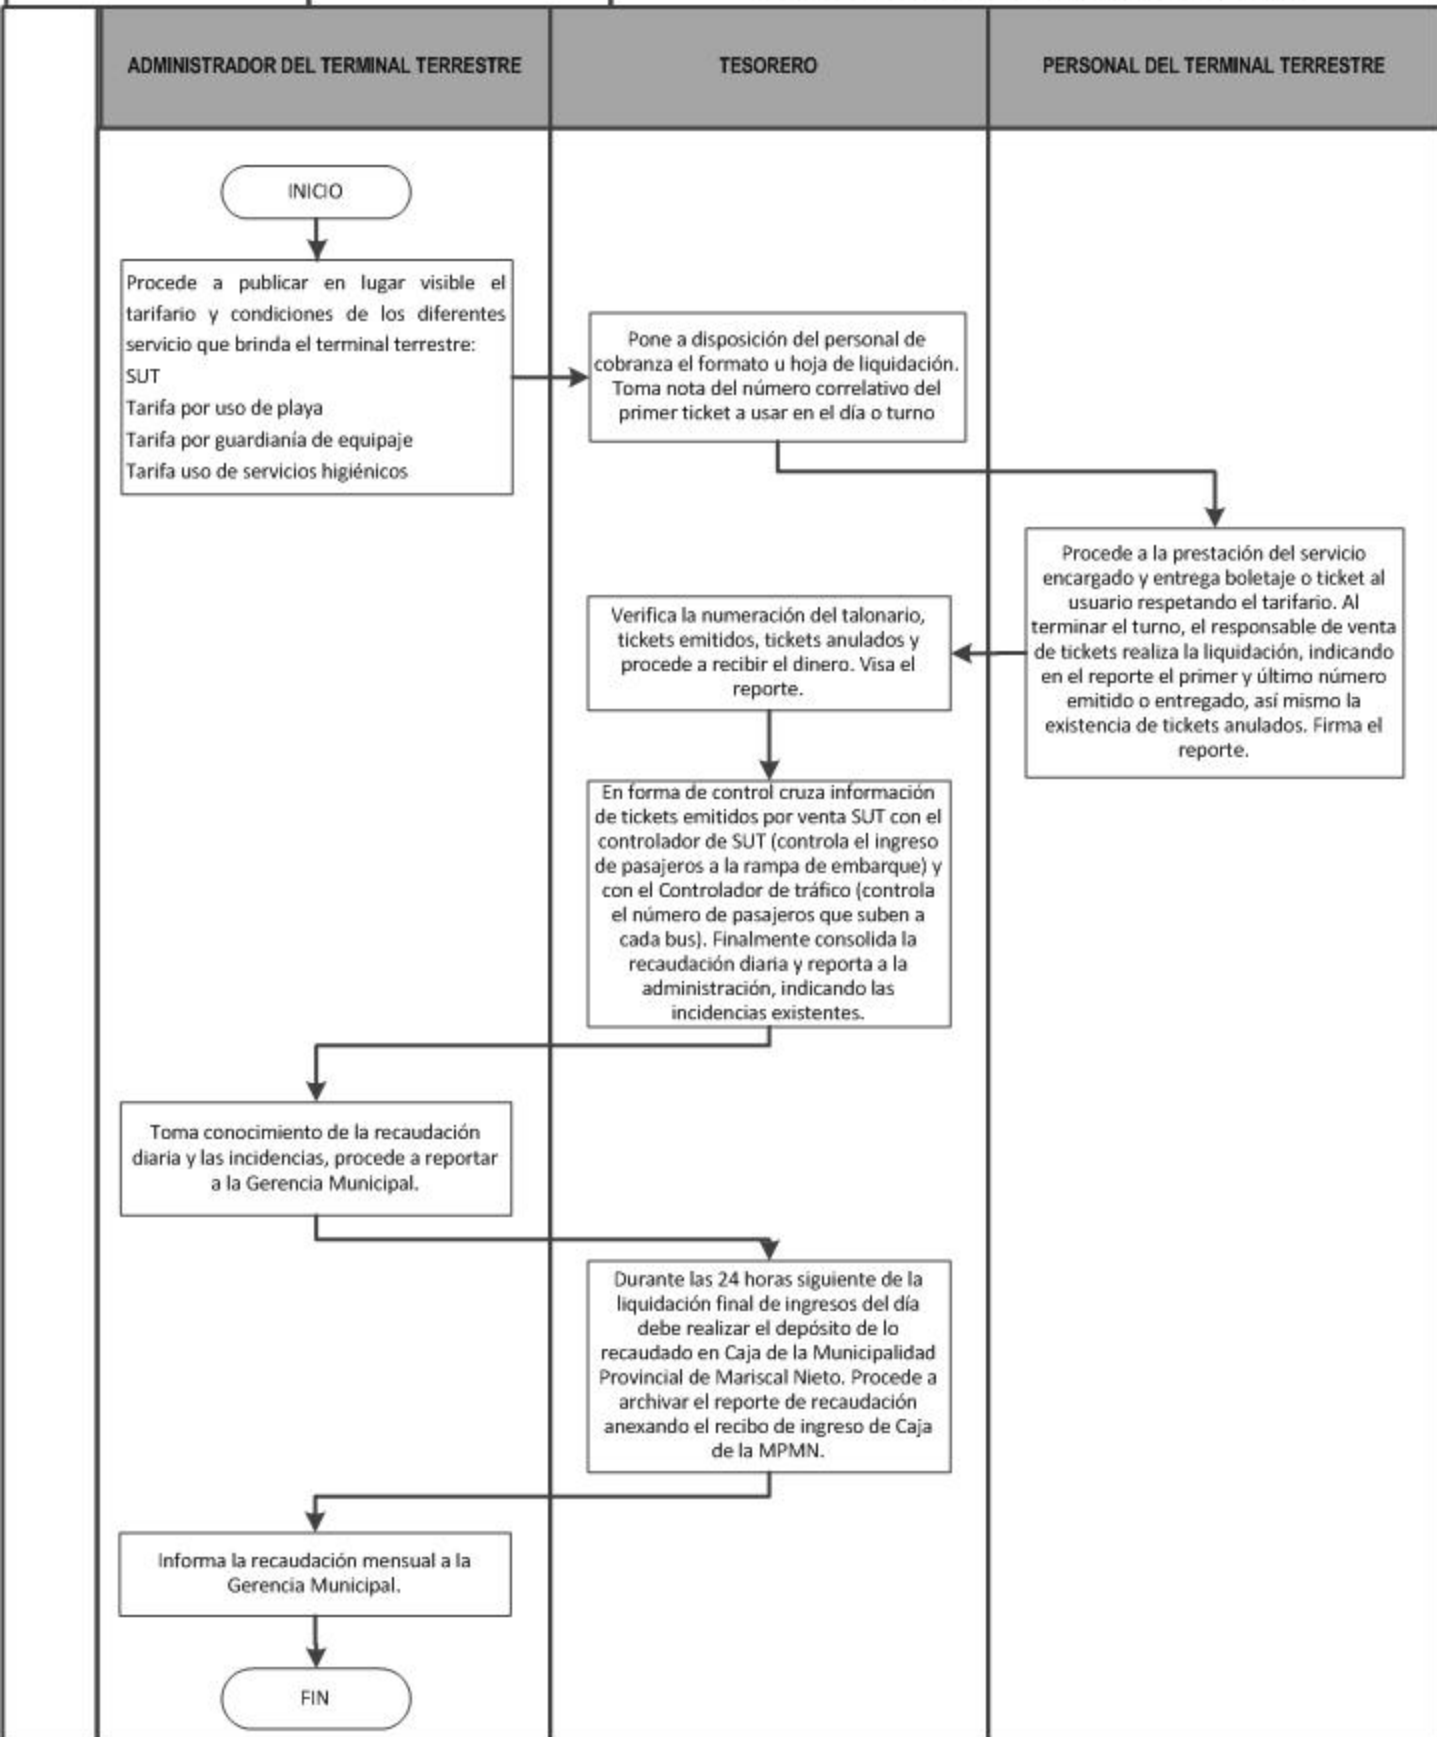 ADMINISTRADOR DEL TERMINAL TERRESTRE
TESORERO
PERSONAL DEL TERMINAL TERRESTRE
INICIO
Procede a publicar en lugar visible el
tarifario y condiciones de los diferentes
servicio que brinda el terminal terrestre:
SUT
Tarifa por uso de playa
Tarifa por guardianía de equipaje
Tarifa uso de servicios higiénicos
Pone a disposición del personal de
cobranza el formato u hoja de liquidación.
Toma nota del número correlativo del
primer ticket a usar en el día o turno
Procede a la prestación del servicio
encargado y entrega boletaje o ticket al
usuario respetando el tarifario. Al
terminar el turno, el responsable de venta
de tickets realiza la liquidación, indicando
en el reporte el primer y último número
emitido o entregado, así mismo la
existencia de tickets anulados. Firma el
reporte.
Verifica la numeración del talonario,
tickets emitidos, tickets anulados y
procede a recibir el dinero. Visa el
reporte.
En forma de control cruza información
de tickets emitidos por venta SUT con el
controlador de SUT (controla el ingreso
de pasajeros a la rampa de embarque) y
con el Controlador de tráfico (controla
el número de pasajeros que suben a
cada bus). Finalmente consolida la
recaudación diaria y reporta a la
administración, indicando las
incidencias existentes.
Toma conocimiento de la recaudación
diaria y las incidencias, procede a reportar
a la Gerencia Municipal.
Durante las 24 horas siguiente de la
liquidación final de ingresos del día
debe realizar el depósito de lo
recaudado en Caja de la Municipalidad
Provincial de Mariscal Nieto. Procede a
archivar el reporte de recaudación
anexando el recibo de ingreso de Caja
de la MPMN.
Informa la recaudación mensual a la
Gerencia Municipal.
FIN